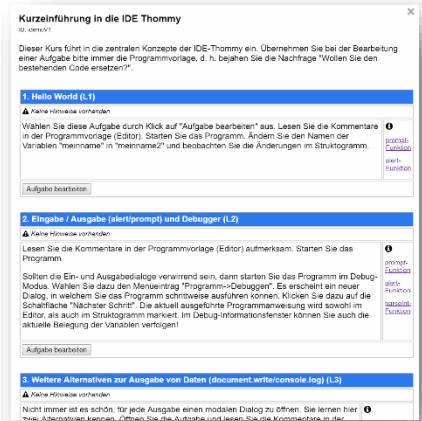 ×
Kurzeinführung in die IDE Thommy
ID: idemoV1
Dieser Kurs führt in die zentralen Konzepte der IDE-Thommy ein. Übernehmen Sie bei der Bearbeitung
einer Aufgabe bitte immer die Programmvorlage, d. h. bejahen Sie die Nachfrage "Wollen Sie den
bestehenden Code ersetzen?".
1. Hello World (L1)
Keine Hinweise vorhanden
Wählen Sie diese Aufgabe durch Klick auf "Aufgabe bearbeiten" aus. Lesen Sie die Kommentare
in der Programmvorlage (Editor). Starten Sie das Programm. Ändern Sie den Namen der
Variablen "meinname" in "meinname2" und beobachten Sie die Änderungen im Struktogramm.
prompt-
Funktion
alert-
Funktion
Aufgabe bearbeiten
2. Eingabe / Ausgabe (alert/prompt) und Debugger (L2)
Keine Hinweise vorhanden
Lesen Sie die Kommentare in der Programmvorlage (Editor) aufmerksam. Starten Sie das
Programm.
Sollten die Ein- und Ausgabedialoge verwirrend sein, dann starten Sie das Programm im Debug-
Modus. Wählen Sie dazu den Menueintrag "Programm->Debuggen". Es erscheint ein neuer
Dialog, in welchem Sie das Programm schrittweise ausführen können. Klicken Sie dazu auf die
Schaltfläche "Nächster Schritt". Die aktuell ausgeführte Programmanweisung wird sowohl im
Editor, als auch im Struktogramm markiert. Im Debug-Informationsfenster können Sie auch die
aktuelle Belegung der Variablen verfolgen!
prompt-
Funktion
alert-
Funktion
parseInt-
Funktion
Aufgabe bearbeiten
3. Weitere Alternativen zur Ausgabe von Daten (document.write/console.log) (L3)
Keine Hinweise vorhanden
Nicht immer ist es schön, für jede Ausgabe einen modalen Dialog zu öffnen. Sie lernen hier
zwei Alternativen kennen. Öffnen Sie die Aufgabe und lesen Sie die Kommentare in der